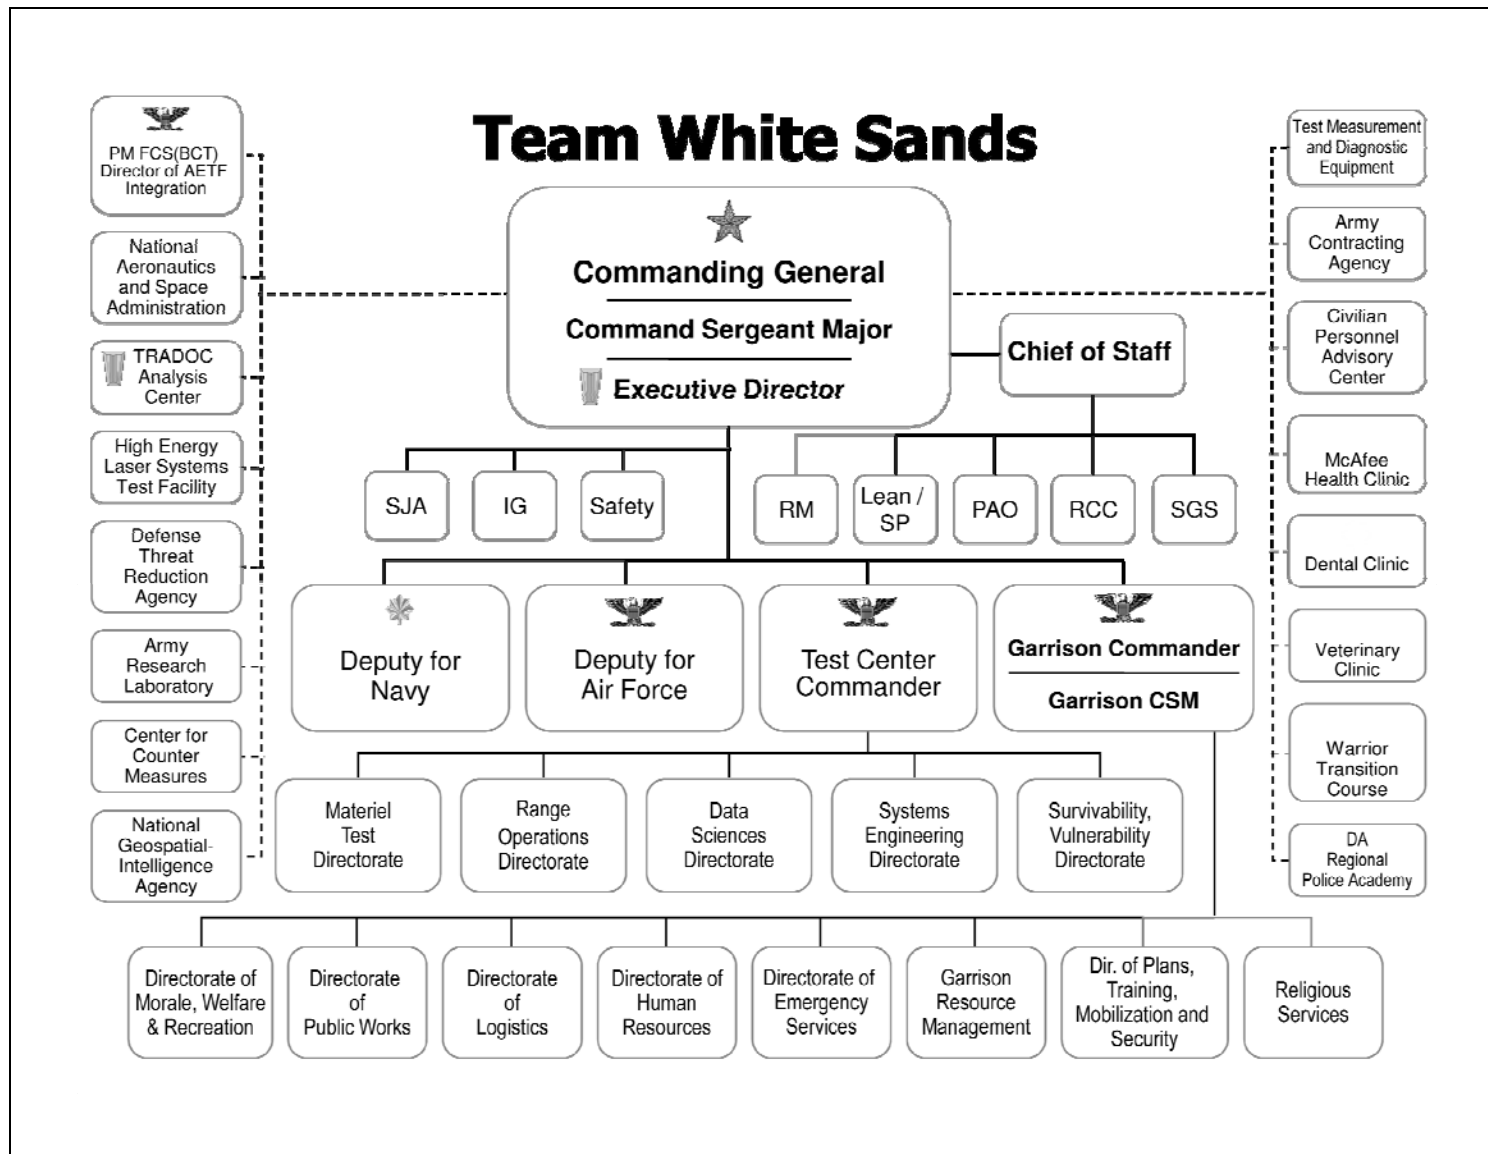 Team White Sands
Commanding General
Command Sergeant Major
Executive Director
Chief of Staff
SJA
IG
Safety
RM
Lean /
SP
PAO
RCC
SGS
Deputy for
Navy
Deputy for
Air Force
Test Center
Commander
Garrison Commander
Garrison CSM
Materiel
Test
Directorate
Range
Operations
Directorate
Data
Sciences
Directorate
Systems
Engineering
Directorate
Survivability,
Vulnerability
Directorate
Directorate of
Morale, Welfare
& Recreation
Directorate
of
Public Works
Directorate
of
Logistics
Directorate of
Human
Resources
Directorate of
Emergency
Services
Garrison
Resource
Management
Dir. of Plans,
Training,
Mobilization and
Security
Religious
Services
PM FCS(BCT)
Director of AETF
Integration
National
Aeronautics
and Space
Administration
TRADOC
Analysis
Center
High Energy
Laser Systems
Test Facility
Defense
Threat
Reduction
Agency
Army
Research
Laboratory
Center for
Counter
Measures
National
Geospatial-
Intelligence
Agency
Test Measurement
and Diagnostic
Equipment
Army
Contracting
Agency
Civilian
Personnel
Advisory
Center
McAfee
Health Clinic
Dental Clinic
Veterinary
Clinic
Warrior
Transition
Course
DA
Regional
Police Academy